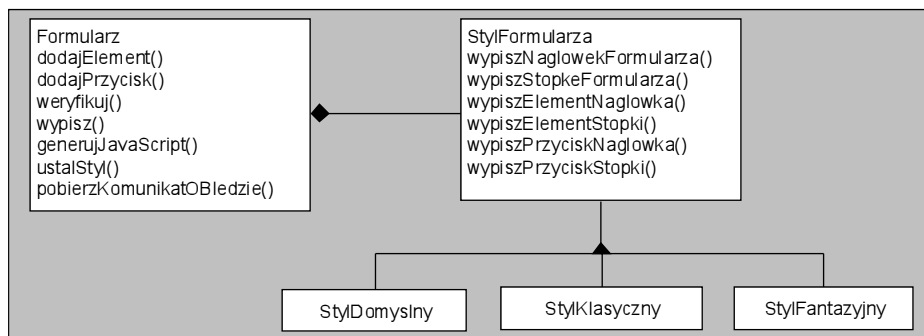 Formularz
dodajElement()
dodajPrzycisk()
weryfikuj()
wypisz()
generujJavaScript()
ustalStyl()
pobierzKomunikatOBledzie()
StylFormularza
wypiszNaglowekFormularza()
wypiszStopkeFormularza()
wypiszElementNaglowka()
wypiszElementStopki()
wypiszPrzyciskNaglowka()
wypiszPrzyciskStopki()
StylDomyslny
StylKlasyczny
StylFantazyjny